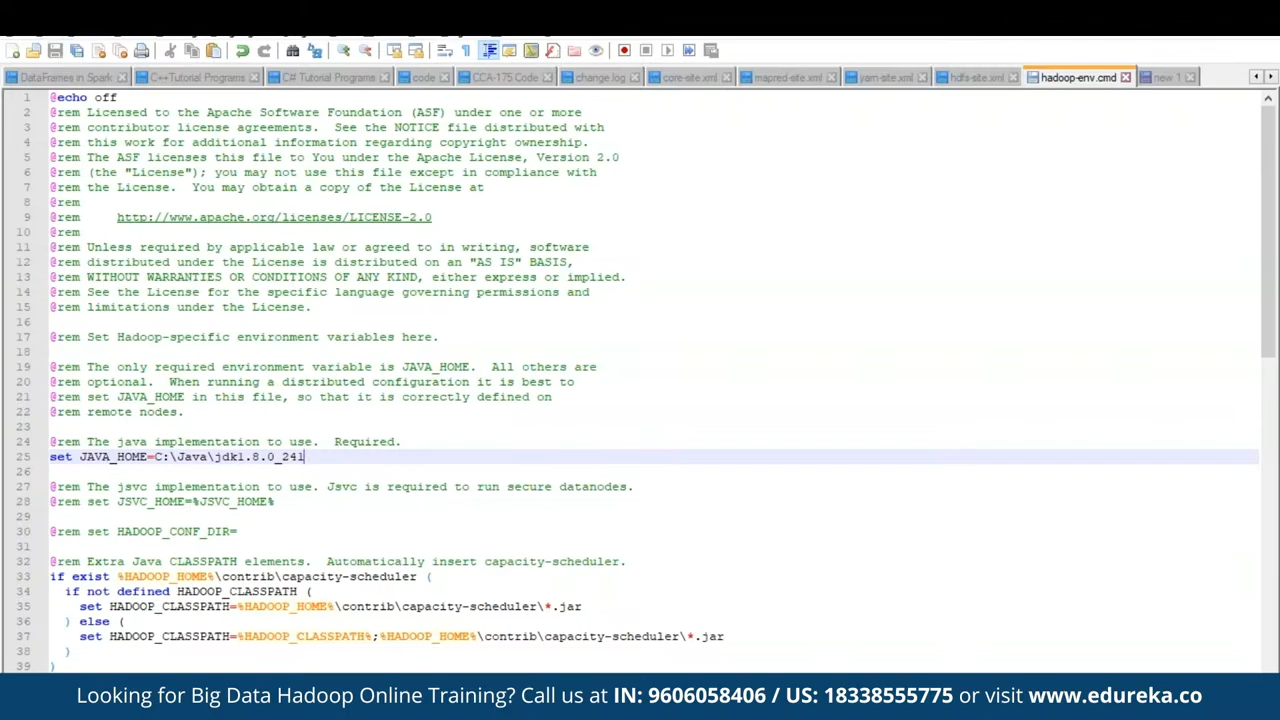 DataFrames in Spark C++Tutorial Programs C# Tutorial Programs code CCA-175 Code change.log core-site.xml mapred-site.xml yarn-site.xml hdfs-site.xml hadoop-env.cmd new 1
1 @echo off
2 @rem Licensed to the Apache Software Foundation (ASF) under one or more
3 @rem contributor license agreements.  See the NOTICE file distributed with
4 @rem this work for additional information regarding copyright ownership.
5 @rem The ASF licenses this file to You under the Apache License, Version 2.0
6 @rem (the "License"); you may not use this file except in compliance with
7 @rem the License.  You may obtain a copy of the License at
8 @rem
9 @rem     http://www.apache.org/licenses/LICENSE-2.0
10 @rem
11 @rem Unless required by applicable law or agreed to in writing, software
12 @rem distributed under the License is distributed on an "AS IS" BASIS,
13 @rem WITHOUT WARRANTIES OR CONDITIONS OF ANY KIND, either express or implied.
14 @rem See the License for the specific language governing permissions and
15 @rem limitations under the License.
16
17 @rem Set Hadoop-specific environment variables here.
18
19 @rem The only required environment variable is JAVA_HOME.  All others are
20 @rem optional.  When running a distributed configuration it is best to
21 @rem set JAVA_HOME in this file, so that it is correctly defined on
22 @rem remote nodes.
23
24 @rem The java implementation to use.  Required.
25 set JAVA_HOME=C:\Java\jdk1.8.0_241
26
27 @rem The jsvc implementation to use. Jsvc is required to run secure datanodes.
28 @rem set JSVC_HOME=%JSVC_HOME%
29
30 @rem set HADOOP_CONF_DIR=
31
32 @rem Extra Java CLASSPATH elements.  Automatically insert capacity-scheduler.
33 if exist %HADOOP_HOME%\contrib\capacity-scheduler (
34   if not defined HADOOP_CLASSPATH (
35     set HADOOP_CLASSPATH=%HADOOP_HOME%\contrib\capacity-scheduler\*.jar
36   ) else (
37     set HADOOP_CLASSPATH=%HADOOP_CLASSPATH%;%HADOOP_HOME%\contrib\capacity-scheduler\*.jar
38   )
39 )
Looking for Big Data Hadoop Online Training? Call us at IN: 9606058406 / US: 18338555775 or visit www.edureka.co